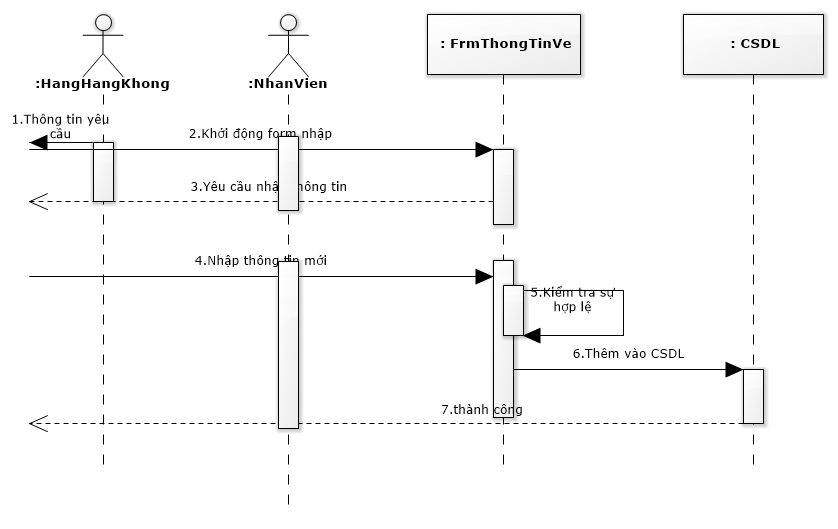 : FrmThongTinVe
: CSDL
:HangHangKhong
:NhanVien
1.Thông tin yêu
cầu
2.Khởi động form nhập
3.Yêu cầu nhập thông tin
4.Nhập thông tin mới
5.Kiểm tra sự
hợp lệ
6.Thêm vào CSDL
7.thành công